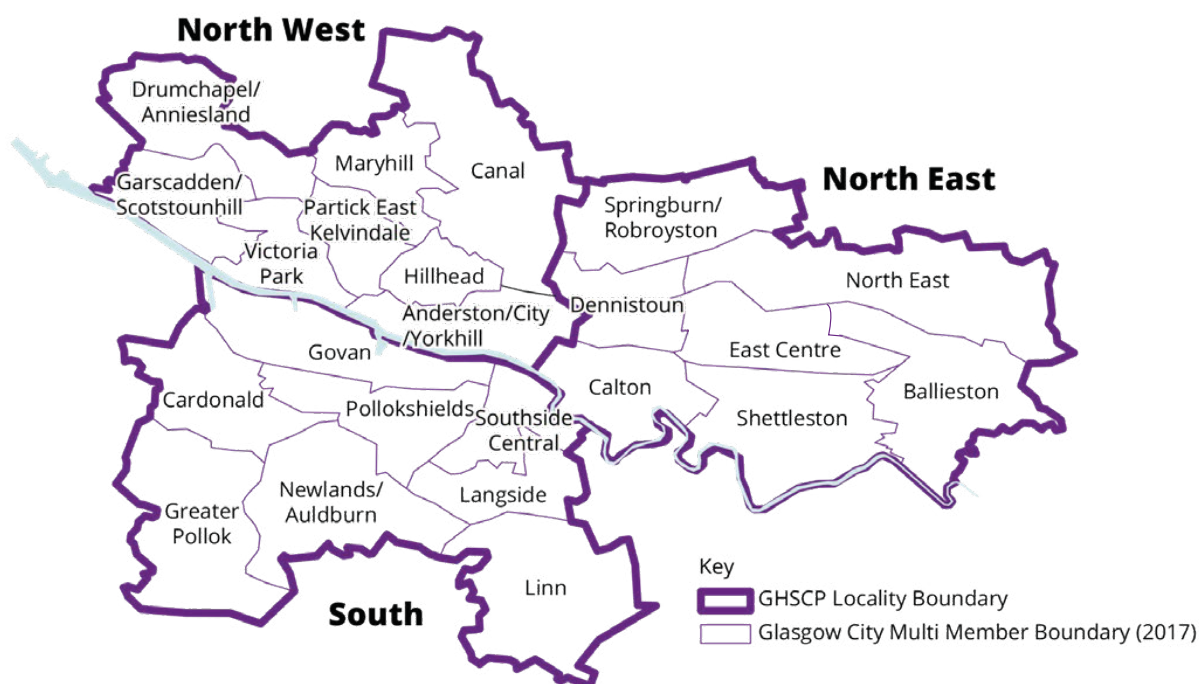 North West
Drumchapel/
Anniesland
Maryhill
Canal
Garscadden/
Scotstounhill
Partick East
Kelvindale
Victoria
Park
Hillhead
Anderston/City
/Yorkhill
North East
Springburn/
Robroyston
North East
Dennistoun
East Centre
Calton
Shettleston
Ballieston
Govan
Cardonald
Pollokshields
Southside
Central
Newlands/
Auldburn
Langside
Greater
Pollok
Linn
South
Key
GHSCP Locality Boundary
Glasgow City Multi Member Boundary (2017)